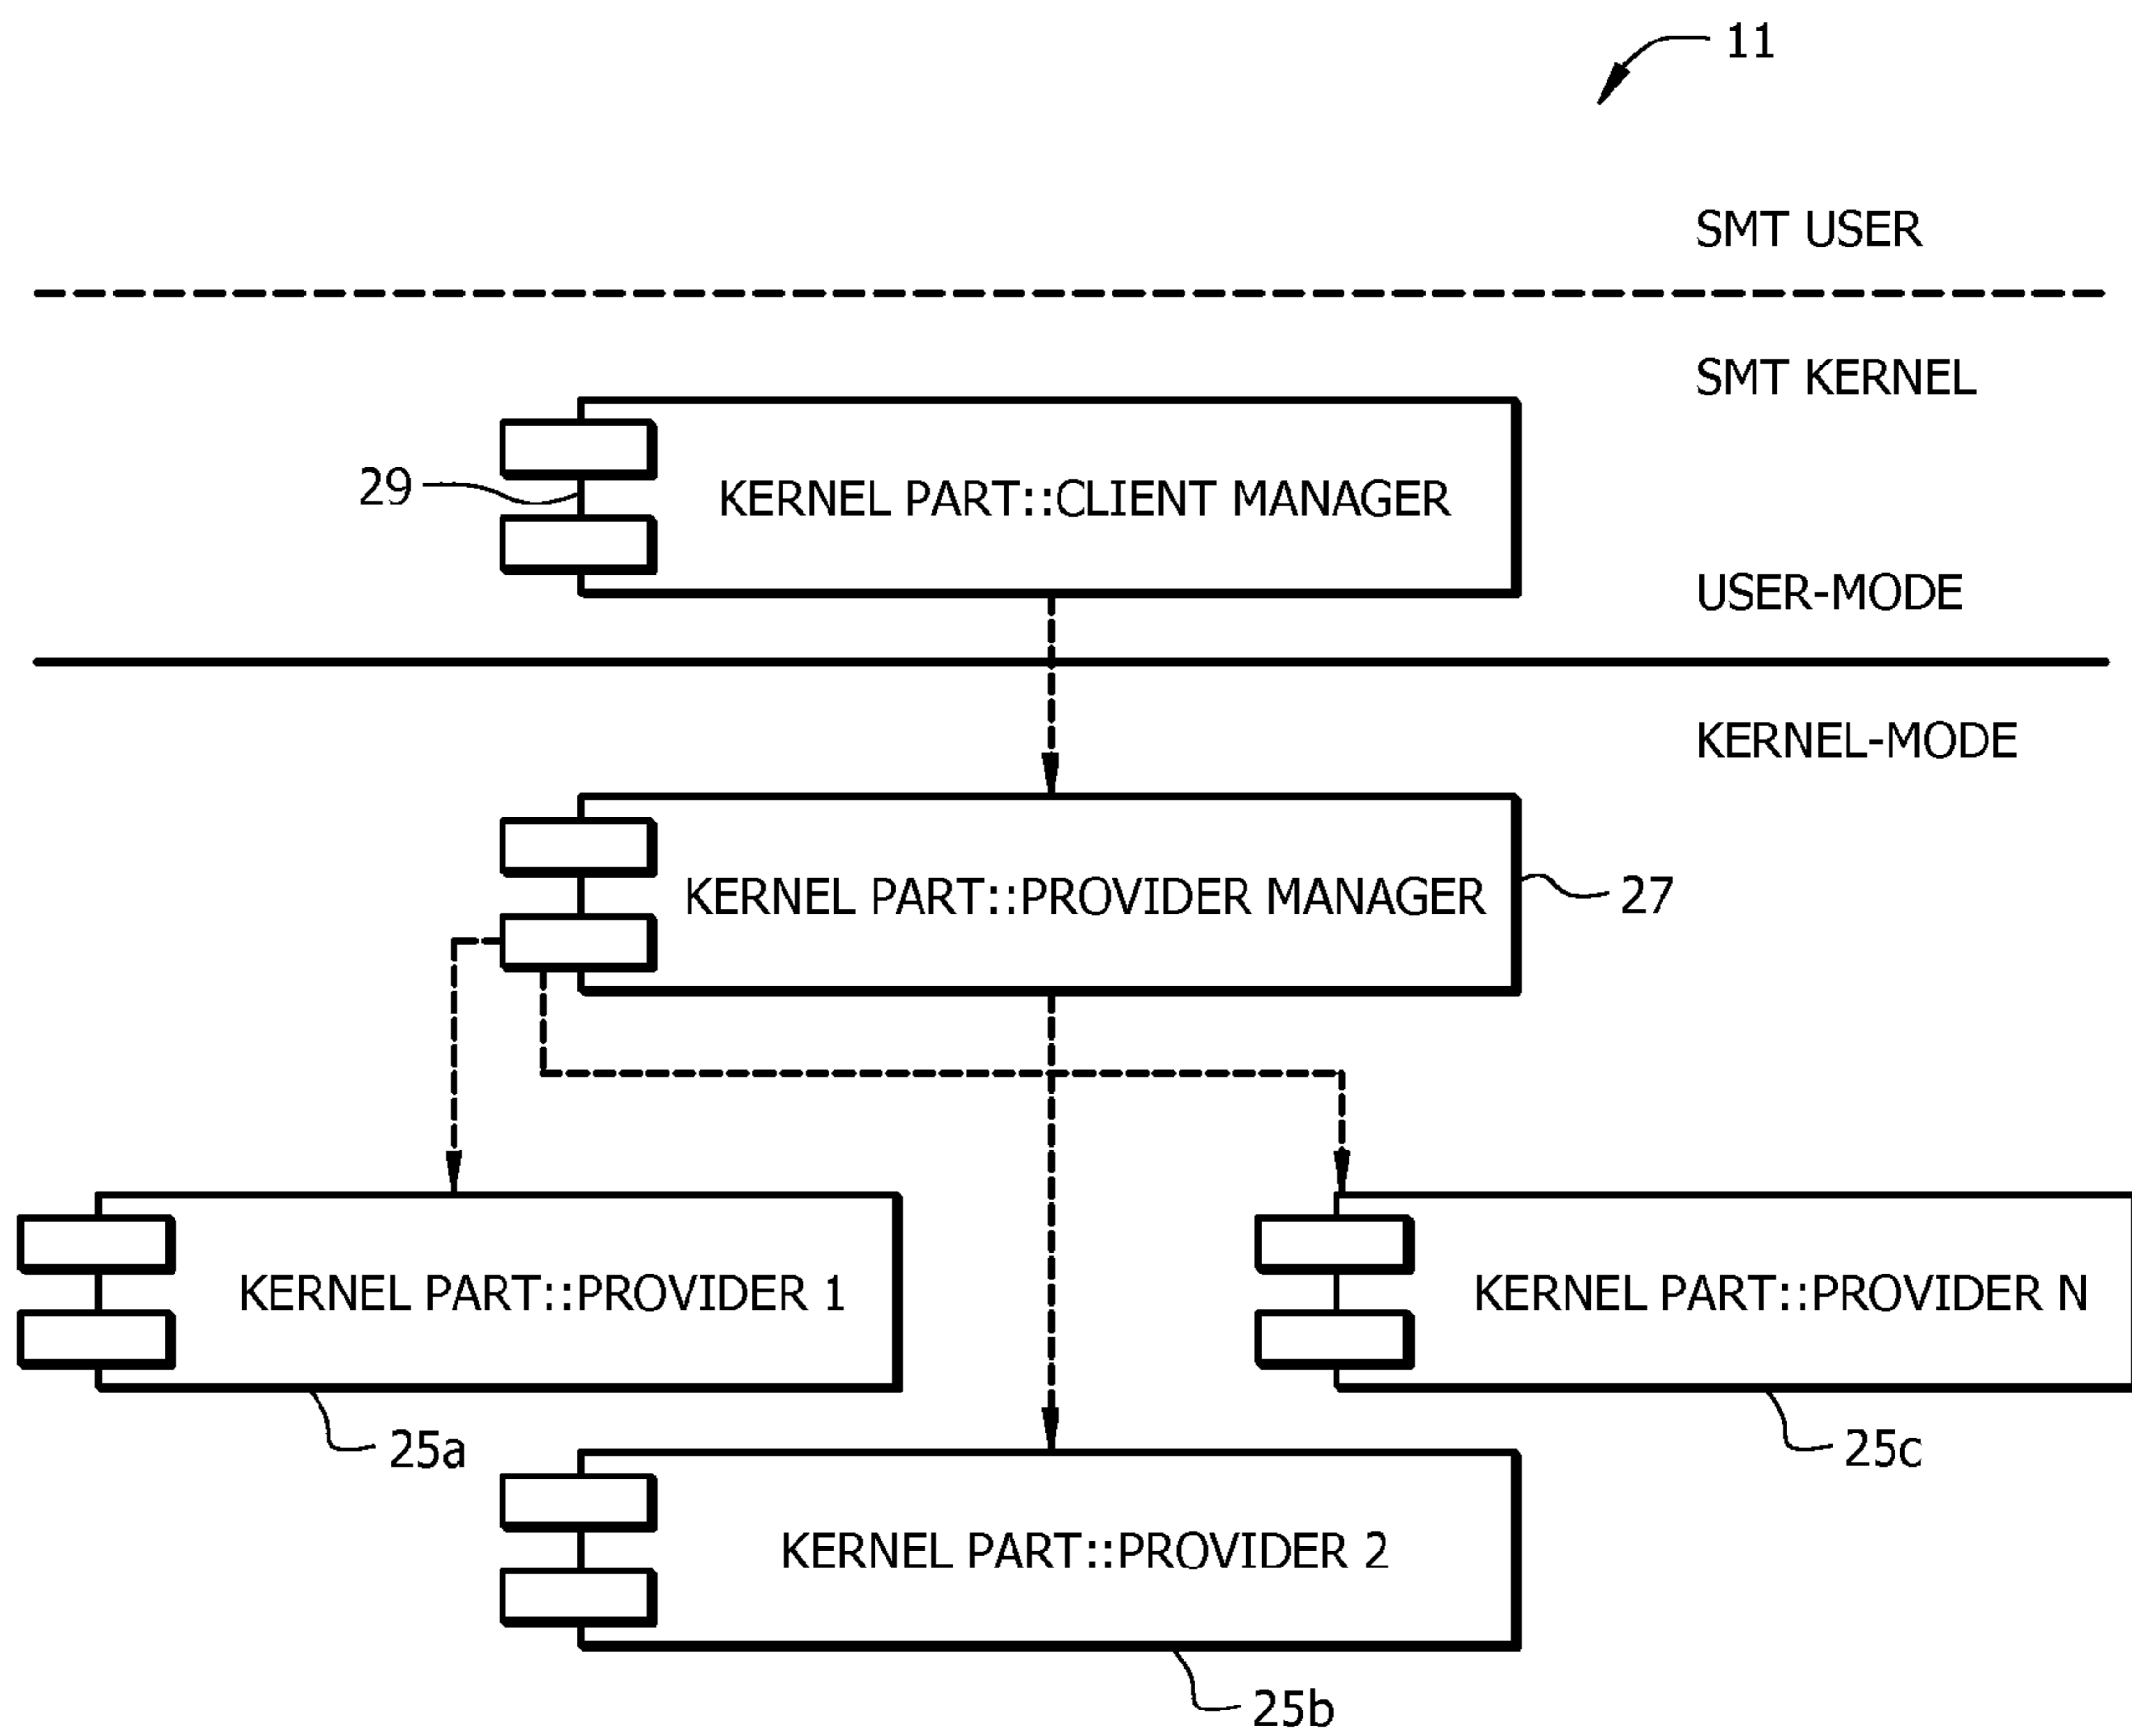 11
SMT USER
SMT KERNEL
29
KERNEL PART::CLIENT MANAGER
USER-MODE
KERNEL-MODE
KERNEL PART::PROVIDER MANAGER
27
KERNEL PART::PROVIDER 1
KERNEL PART::PROVIDER N
25a
25c
KERNEL PART::PROVIDER 2
25b